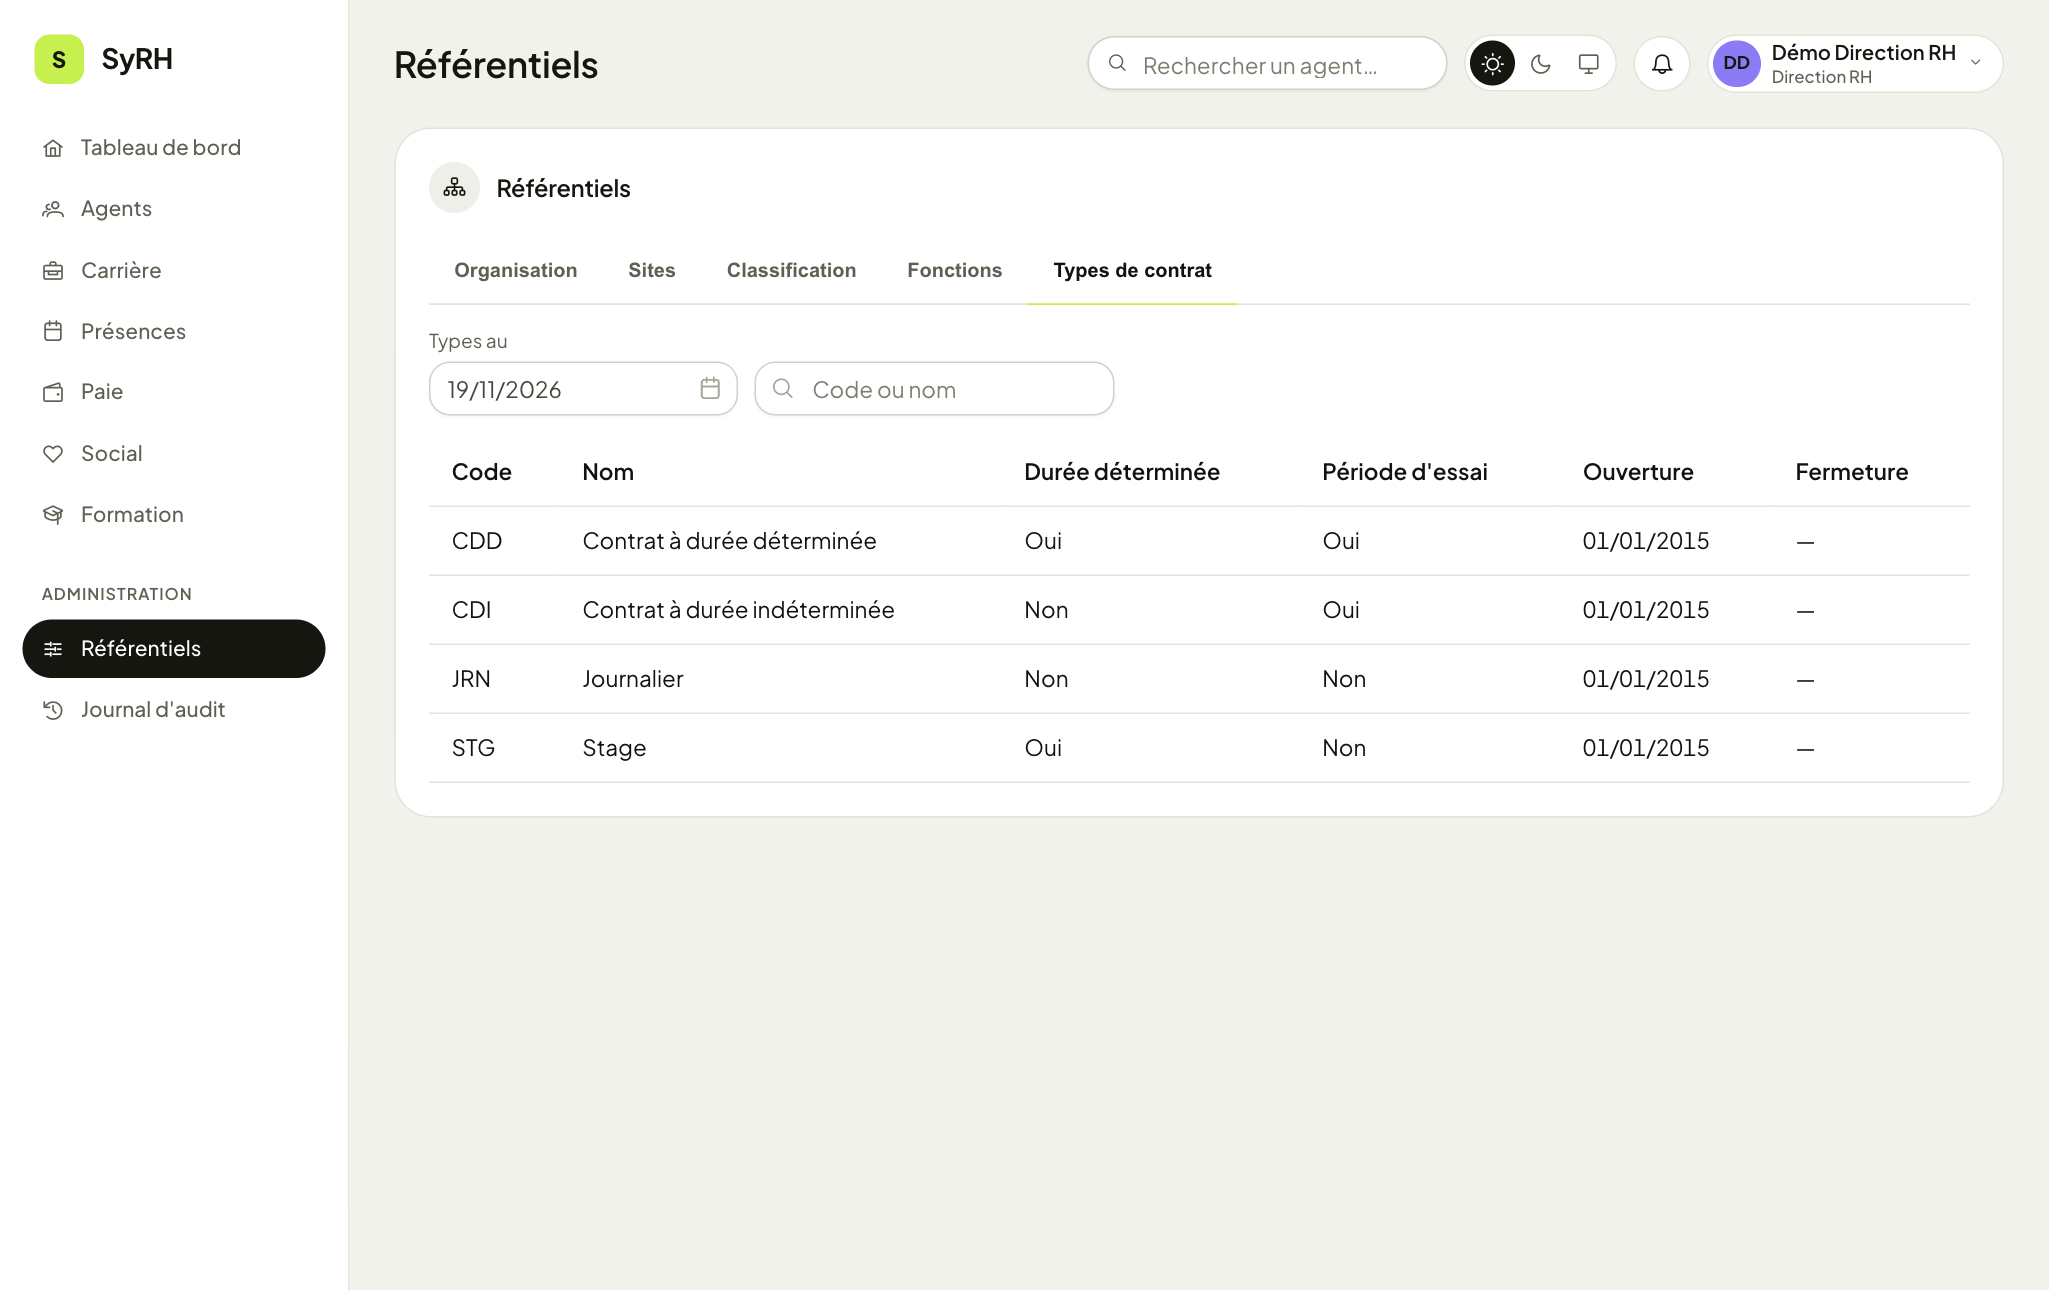 S SyRH
Tableau de bord
Agents
Carrière
Présences
Paie
Social
Formation
ADMINISTRATION
Référentiels
Journal d'audit
Référentiels
Rechercher un agent...
DD
Démo Direction RH
Direction RH
Référentiels
Organisation Sites Classification Fonctions Types de contrat
Types au
19/11/2026 Code ou nom
Code Nom Durée déterminée Période d'essai Ouverture Fermeture
CDD Contrat à durée déterminée Oui Oui 01/01/2015 —
CDI Contrat à durée indéterminée Non Oui 01/01/2015 —
JRN Journalier Non Non 01/01/2015 —
STG Stage Oui Non 01/01/2015 —